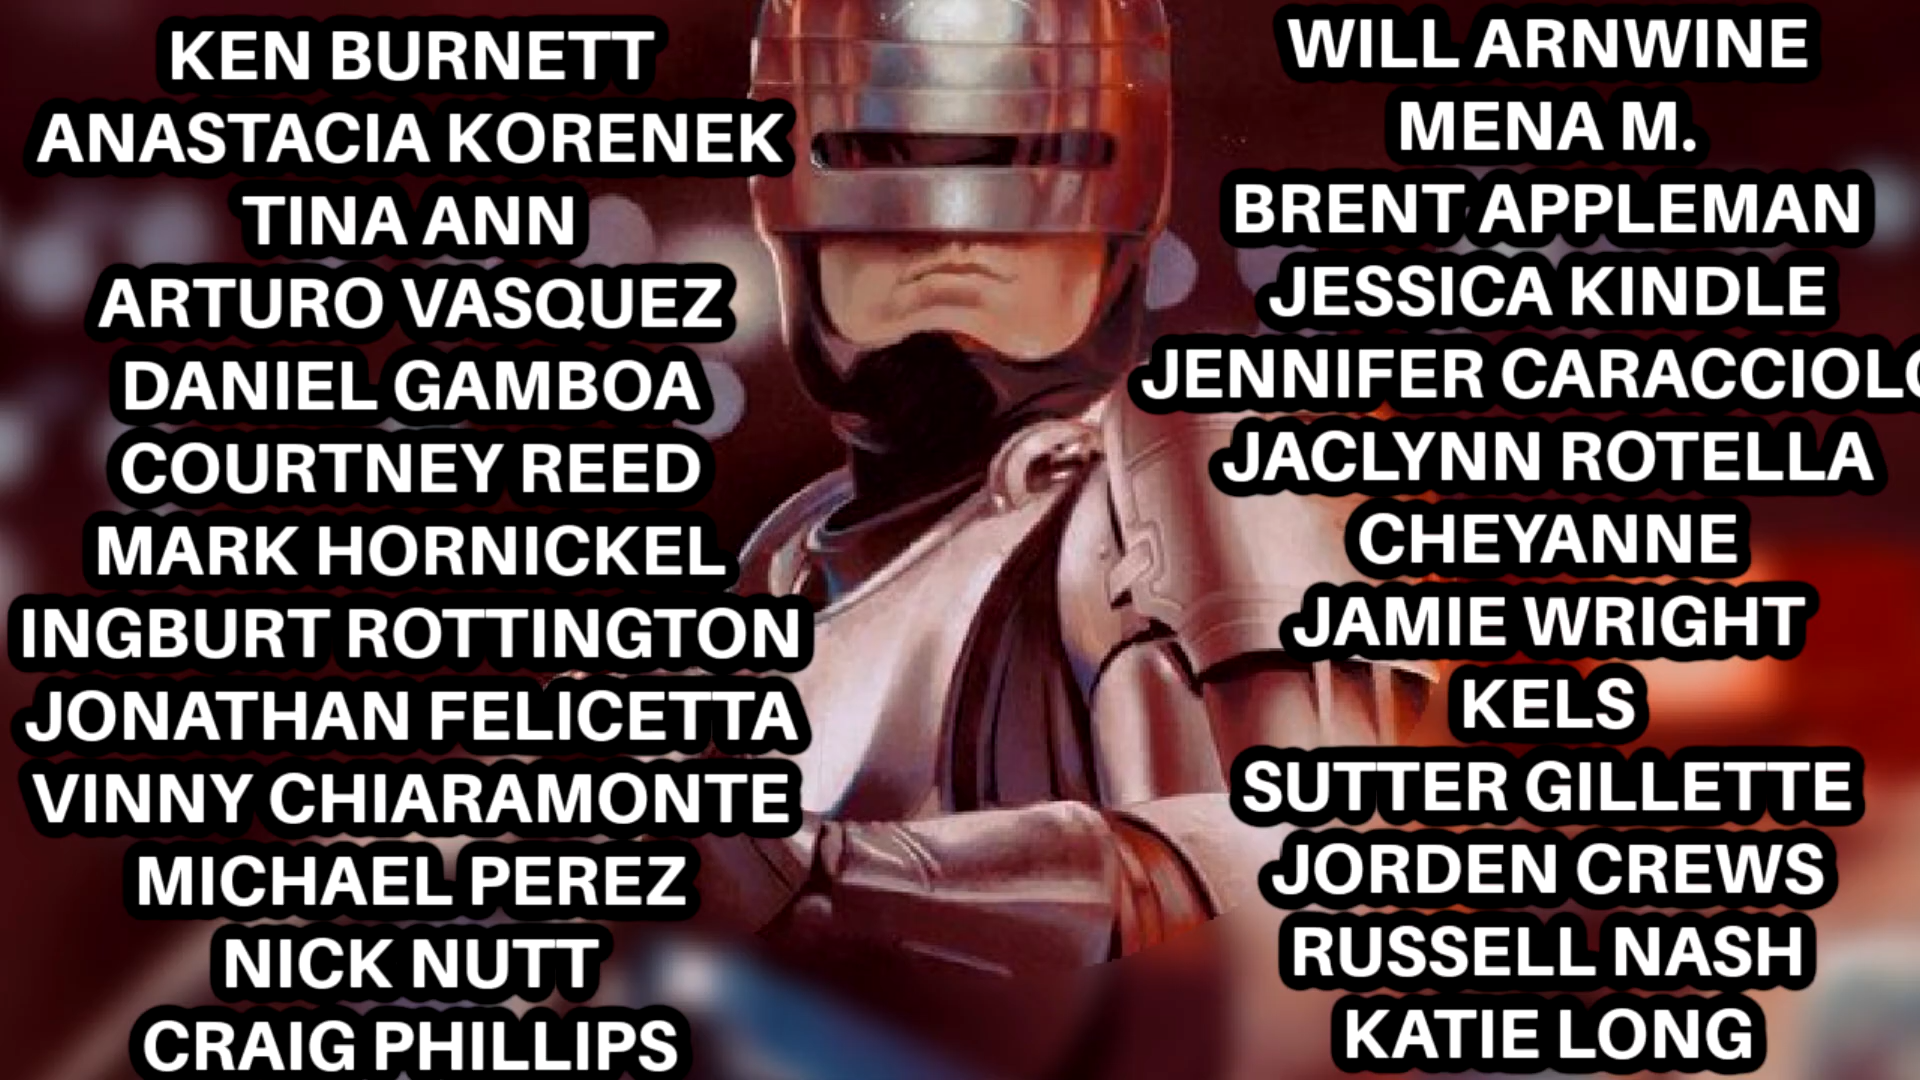 KEN BURNETT
ANASTACIA KORENEK
TINA ANN
ARTURO VASQUEZ
DANIEL GAMBOA
COURTNEY REED
MARK HORNICKEL
INGBURT ROTTINGTON
JONATHAN FELICETTA
VINNY CHIARAMONTE
MICHAEL PEREZ
NICK NUTT
CRAIG PHILLIPS
WILL ARNWINE
MENA M.
BRENT APPLEMAN
JESSICA KINDLE
JENNIFER CARACCIOLO
JACLYNN ROTELLA
CHEYANNE
JAMIE WRIGHT
KELS
SUTTER GILLETTE
JORDEN CREWS
RUSSELL NASH
KATIE LONG